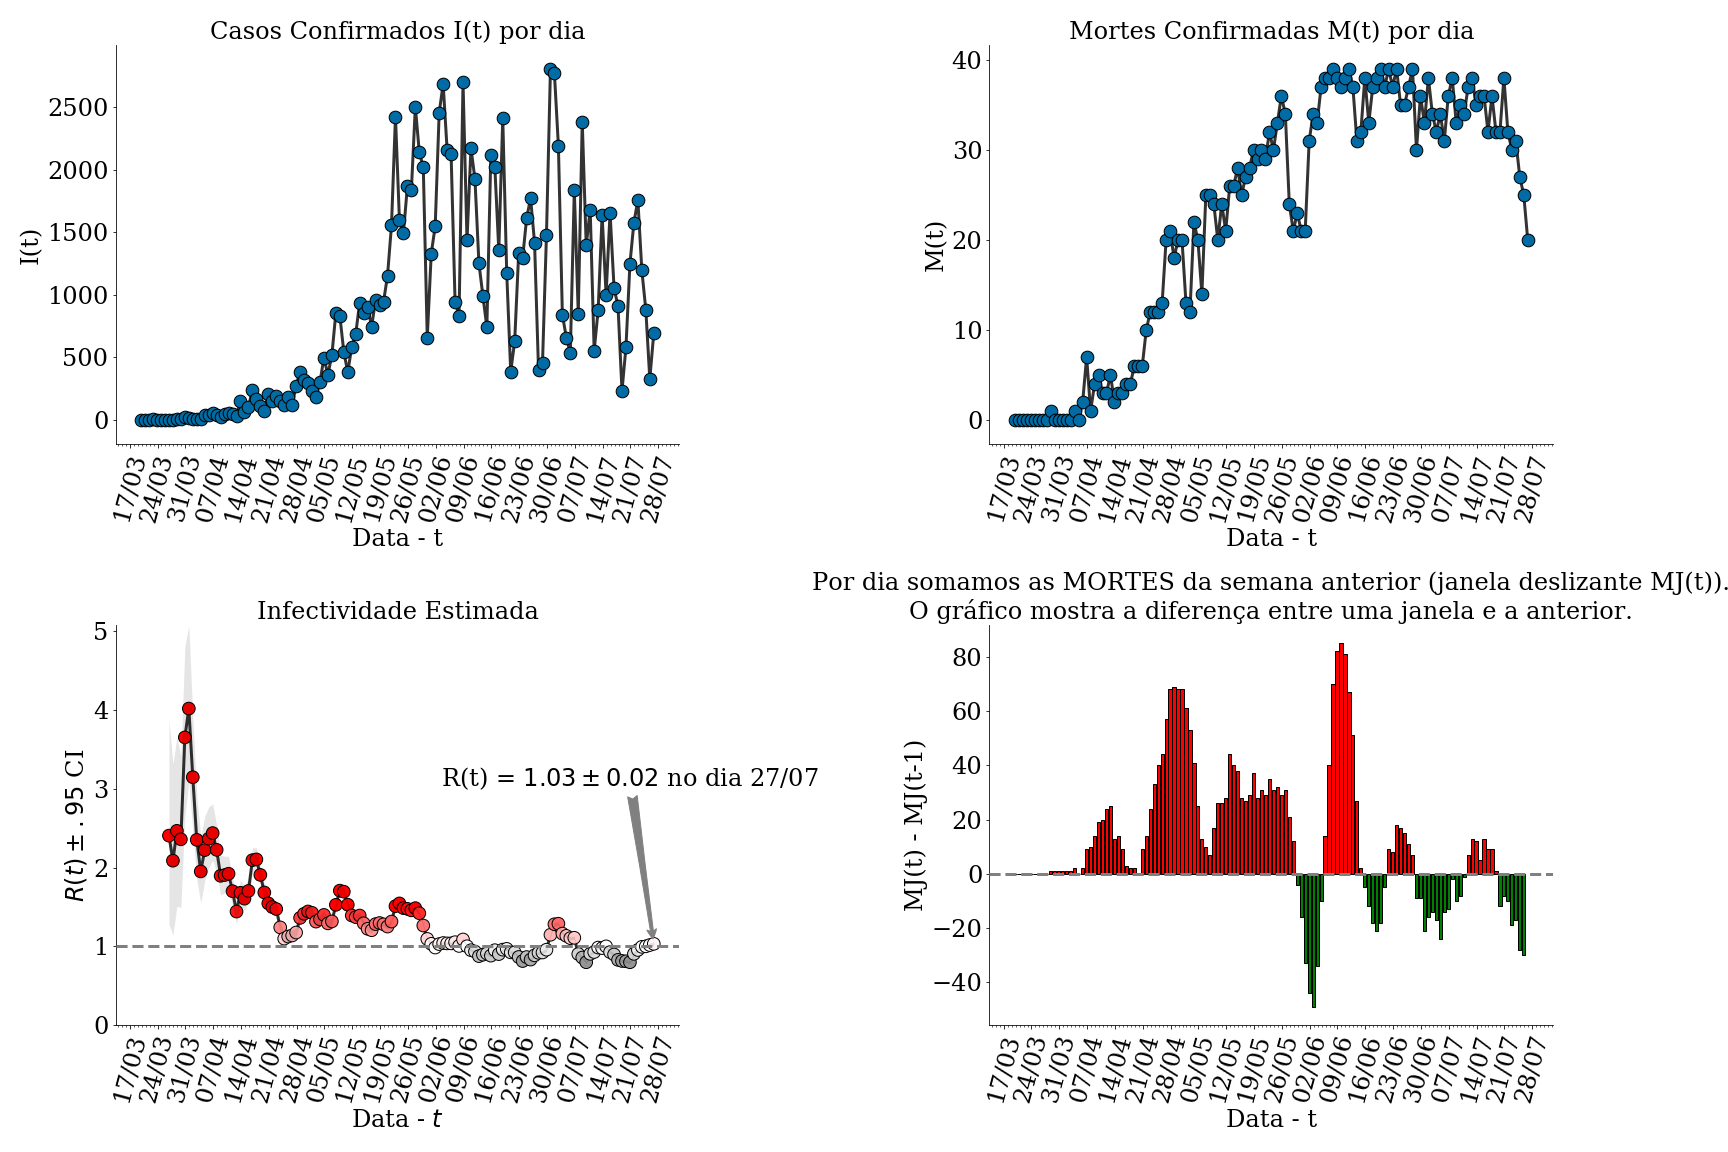 Casos Confirmados I(t) por dia
I(t)
2500
2000
1500
1000
500
0
17/03 24/03 31/03 07/04 14/04 21/04 28/04 05/05 12/05 19/05 26/05 02/06 09/06 16/06 23/06 30/06 07/07 14/07 21/07 28/07
Data - t
Mortes Confirmadas M(t) por dia
M(t)
40
30
20
10
0
17/03 24/03 31/03 07/04 14/04 21/04 28/04 05/05 12/05 19/05 26/05 02/06 09/06 16/06 23/06 30/06 07/07 14/07 21/07 28/07
Data - t
Infectividade Estimada
R(t) ± .95 CI
5
4
3
2
1
0
R(t) = 1.03 ± 0.02 no dia 27/07
17/03 24/03 31/03 07/04 14/04 21/04 28/04 05/05 12/05 19/05 26/05 02/06 09/06 16/06 23/06 30/06 07/07 14/07 21/07 28/07
Data - t
Por dia somamos as MORTES da semana anterior (janela deslizante MJ(t)).
O gráfico mostra a diferença entre uma janela e a anterior.
MJ(t) - MJ(t-1)
80
60
40
20
0
−20
−40
17/03 24/03 31/03 07/04 14/04 21/04 28/04 05/05 12/05 19/05 26/05 02/06 09/06 16/06 23/06 30/06 07/07 14/07 21/07 28/07
Data - t